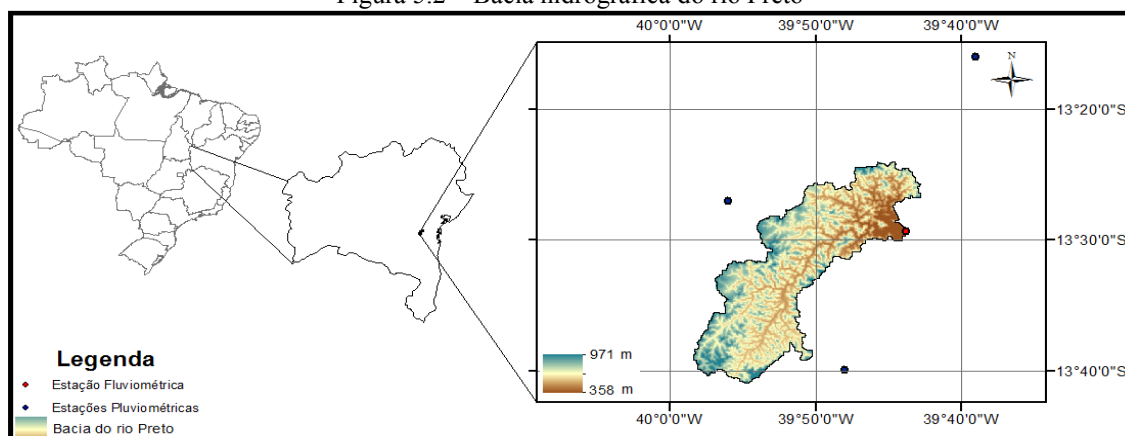 Figura 3.2 – Bacia hidrográfica do rio Preto
40°0'0"W 39°50'0"W 39°40'0"W
N
13°20'0"S
13°30'0"S
13°40'0"S
971 m
358 m
40°0'0"W 39°50'0"W 39°40'0"W
Legenda
Estação Fluviométrica
Estações Pluviométricas
Bacia do rio Preto